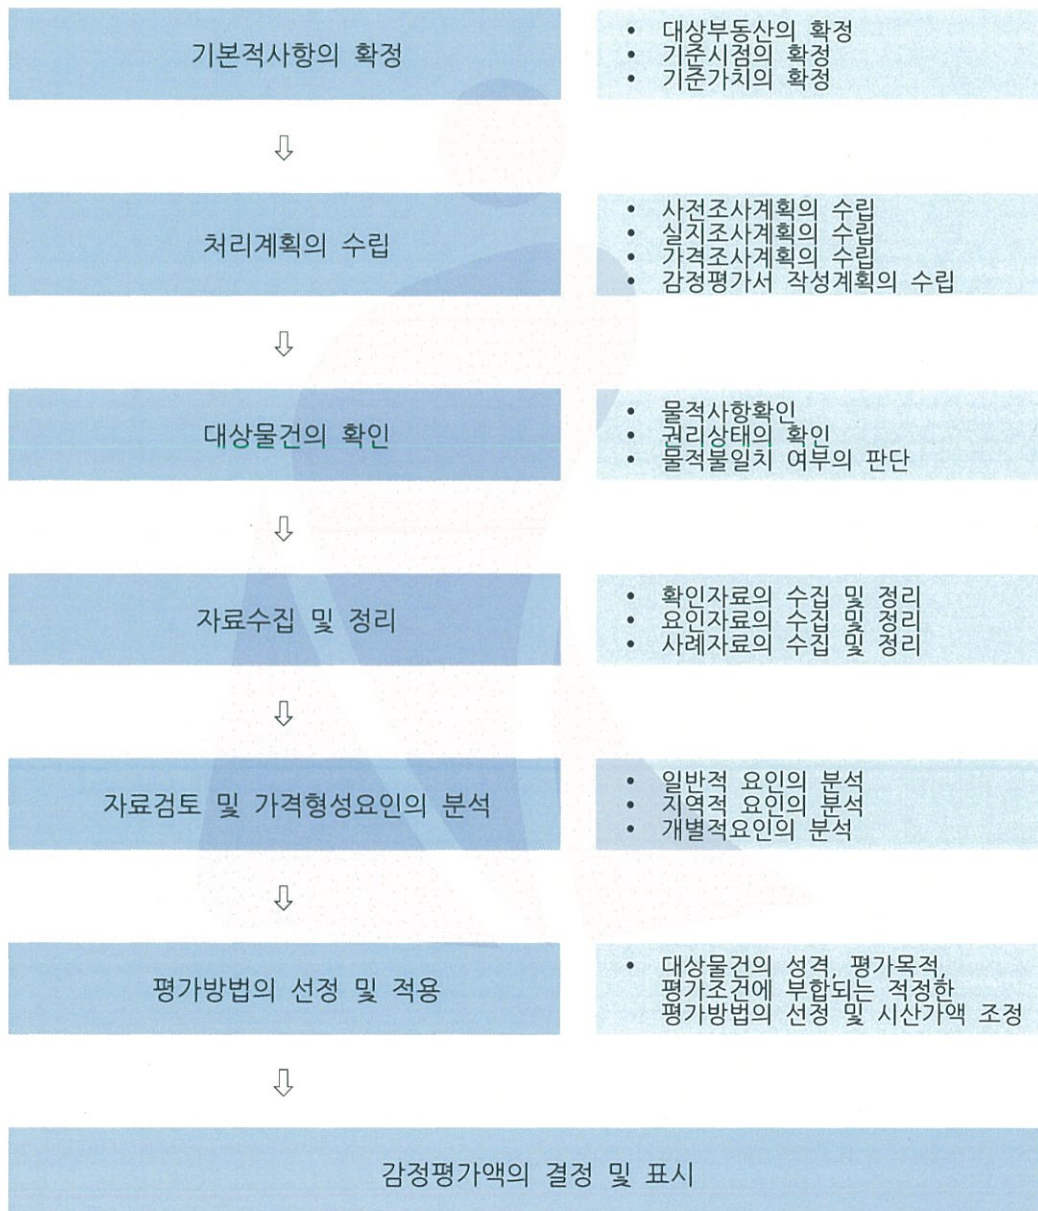 기본적사항의 확정
• 대상부동산의 확정
• 기준시점의 확정
• 기준가치의 확정
⇩
처리계획의 수립
• 사전조사계획의 수립
• 실지조사계획의 수립
• 가격조사계획의 수립
• 감정평가서 작성계획의 수립
⇩
대상물건의 확인
• 물적사항확인
• 권리상태의 확인
• 물적불일치 여부의 판단
⇩
자료수집 및 정리
• 확인자료의 수집 및 정리
• 요인자료의 수집 및 정리
• 사례자료의 수집 및 정리
⇩
자료검토 및 가격형성요인의 분석
• 일반적 요인의 분석
• 지역적 요인의 분석
• 개별적요인의 분석
⇩
평가방법의 선정 및 적용
• 대상물건의 성격, 평가목적,
평가조건에 부합되는 적정한
평가방법의 선정 및 시산가액 조정
⇩
감정평가액의 결정 및 표시